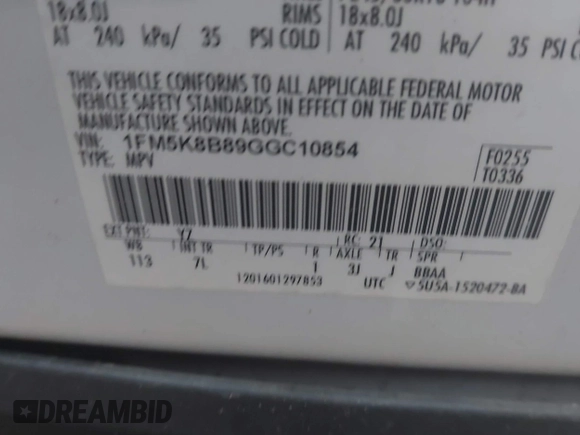 18x8.0J RIMS 18x8.0J
AT 240 kPa/ 35 PSI COLD AT 240 kPa/ 35 PSI
THIS VEHICLE CONFORMS TO ALL APPLICABLE FEDERAL MOTOR
VEHICLE SAFETY STANDARDS IN EFFECT ON THE DATE OF
MANUFACTURE SHOWN ABOVE.
VIN: 1FM5K8B89GGC10854
TYPE: MPV
F0255
T0336
EXT PNT: YZ RC: 21 DSO:
WB INT TR TP/PS R AXLE TR SPR
113 7L I 3J J BBAA
1201601297853 UTC ▽5U5A-1520472-BA
DREAMBID